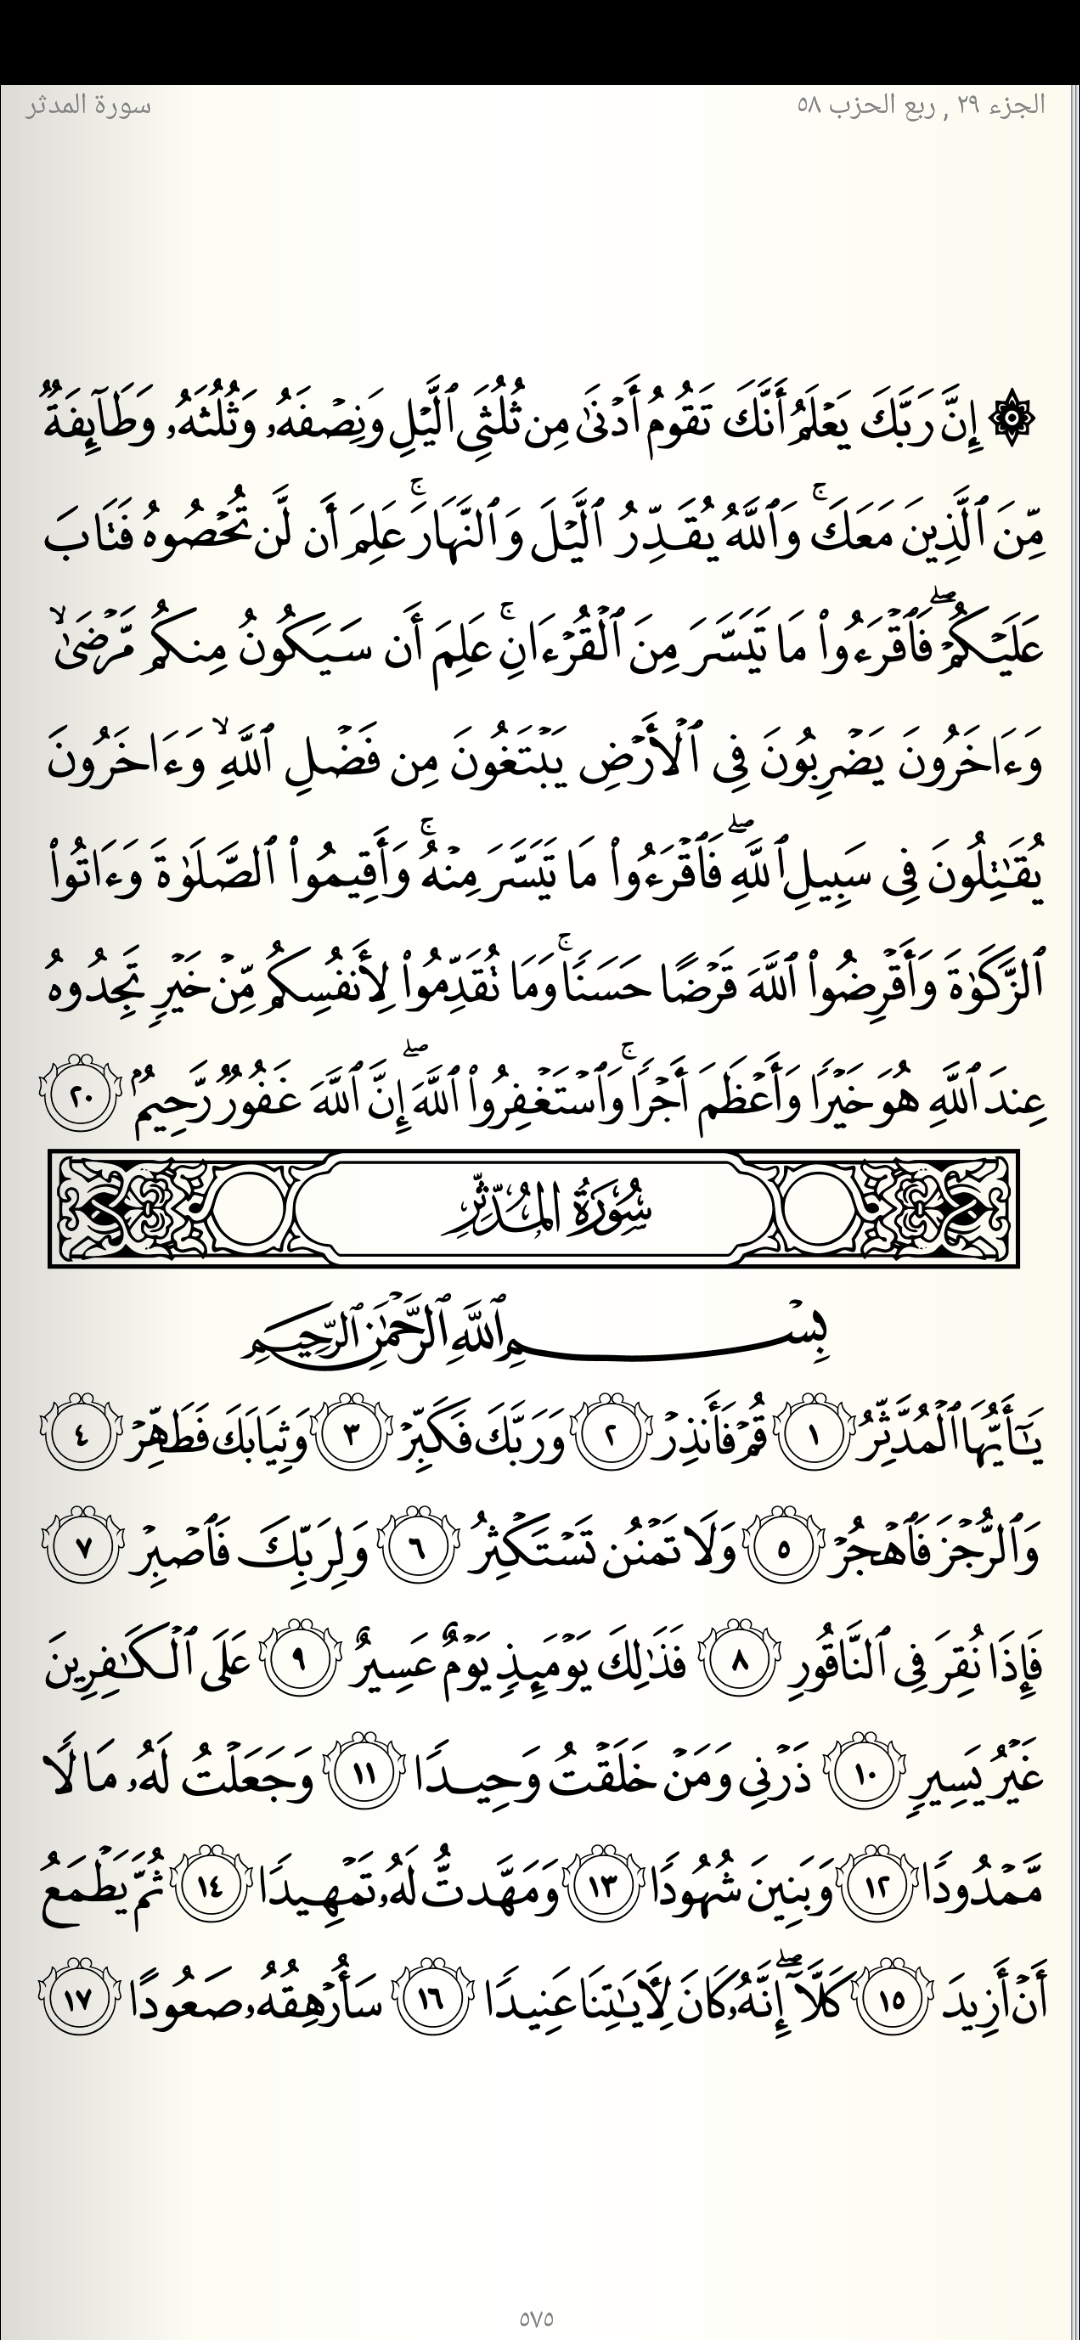 الجزء ٢٩ , ربع الحزب ٥٨
سورة المدثر
۞ إِنَّ رَبَّكَ يَعۡلَمُ أَنَّكَ تَقُومُ أَدۡنَىٰ مِن ثُلُثَيِ ٱلَّيۡلِ وَنِصۡفَهُۥ وَثُلُثَهُۥ وَطَآئِفَةٞ
مِّنَ ٱلَّذِينَ مَعَكَۚ وَٱللَّهُ يُقَدِّرُ ٱلَّيۡلَ وَٱلنَّهَارَۚ عَلِمَ أَن لَّن تُحۡصُوهُ فَتَابَ
عَلَيۡكُمۡۖ فَٱقۡرَءُواْ مَا تَيَسَّرَ مِنَ ٱلۡقُرۡءَانِۚ عَلِمَ أَن سَيَكُونُ مِنكُم مَّرۡضَىٰۙ
وَءَاخَرُونَ يَضۡرِبُونَ فِي ٱلۡأَرۡضِ يَبۡتَغُونَ مِن فَضۡلِ ٱللَّهِۙ وَءَاخَرُونَ
يُقَٰتِلُونَ فِي سَبِيلِ ٱللَّهِۖ فَٱقۡرَءُواْ مَا تَيَسَّرَ مِنۡهُۚ وَأَقِيمُواْ ٱلصَّلَوٰةَ وَءَاتُواْ
ٱلزَّكَوٰةَ وَأَقۡرِضُواْ ٱللَّهَ قَرۡضًا حَسَنٗاۚ وَمَا تُقَدِّمُواْ لِأَنفُسِكُم مِّنۡ خَيۡرٖ تَجِدُوهُ
عِندَ ٱللَّهِ هُوَ خَيۡرٗا وَأَعۡظَمَ أَجۡرٗاۚ وَٱسۡتَغۡفِرُواْ ٱللَّهَۖ إِنَّ ٱللَّهَ غَفُورٞ رَّحِيمُۢ ٢٠
سُورَةُ المُدَّثِّرِ
بِسۡمِ ٱللَّهِ ٱلرَّحۡمَٰنِ ٱلرَّحِيمِ
يَٰٓأَيُّهَا ٱلۡمُدَّثِّرُ ١ قُمۡ فَأَنذِرۡ ٢ وَرَبَّكَ فَكَبِّرۡ ٣ وَثِيَابَكَ فَطَهِّرۡ ٤
وَٱلرُّجۡزَ فَٱهۡجُرۡ ٥ وَلَا تَمۡنُن تَسۡتَكۡثِرُ ٦ وَلِرَبِّكَ فَٱصۡبِرۡ ٧
فَإِذَا نُقِرَ فِي ٱلنَّاقُورِ ٨ فَذَٰلِكَ يَوۡمَئِذٖ يَوۡمٌ عَسِيرٌ ٩ عَلَى ٱلۡكَٰفِرِينَ
غَيۡرُ يَسِيرٖ ١٠ ذَرۡنِي وَمَنۡ خَلَقۡتُ وَحِيدٗا ١١ وَجَعَلۡتُ لَهُۥ مَالٗا
مَّمۡدُودٗا ١٢ وَبَنِينَ شُهُودٗا ١٣ وَمَهَّدتُّ لَهُۥ تَمۡهِيدٗا ١٤ ثُمَّ يَطۡمَعُ
أَنۡ أَزِيدَ ١٥ كَلَّآۖ إِنَّهُۥ كَانَ لِأٓيَٰتِنَا عَنِيدٗا ١٦ سَأُرۡهِقُهُۥ صَعُودًا ١٧
٥٧٥